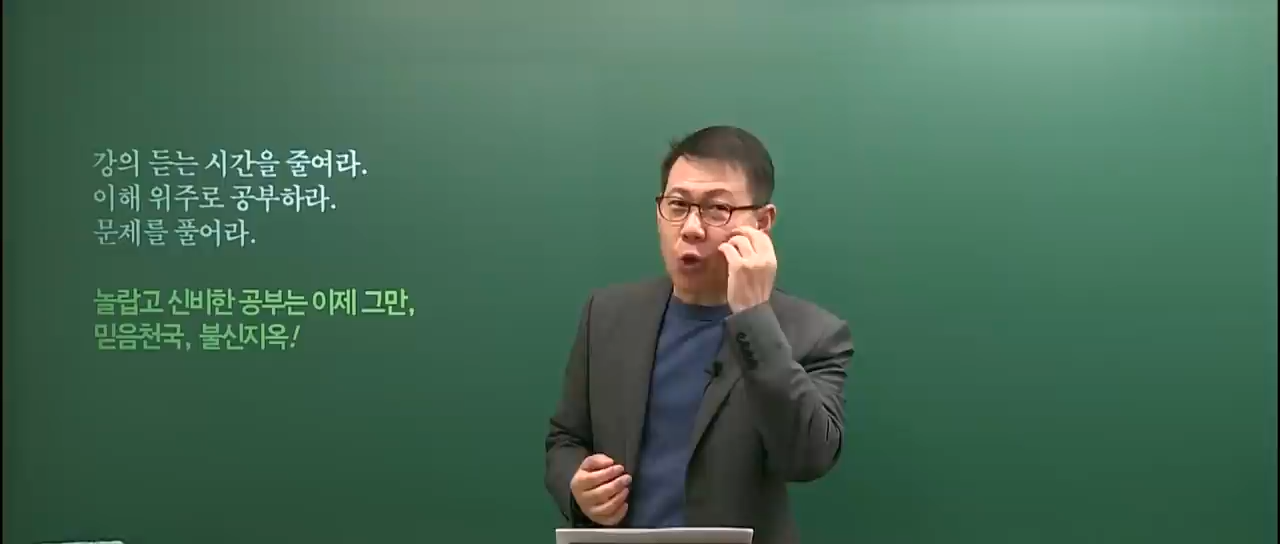 강의 듣는 시간을 줄여라.
이해 위주로 공부하라.
문제를 풀어라.
놀랍고 신비한 공부는 이제 그만,
믿음천국, 불신지옥!